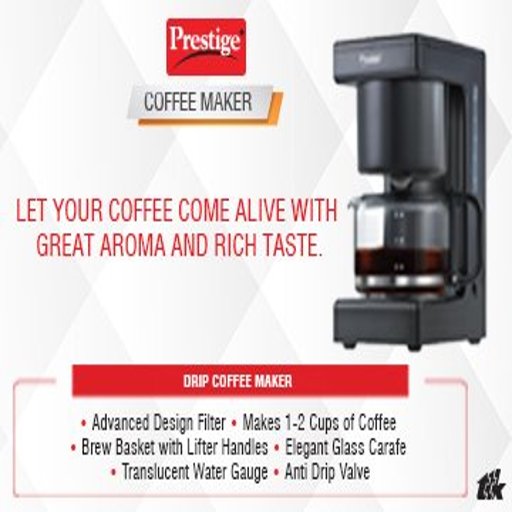 Prestige
COFFEE MAKER
Prestige
LET YOUR COFFEE COME ALIVE WITH
GREAT AROMA AND RICH TASTE.
DRIP COFFEE MAKER
• Advanced Design Filter • Makes 1-2 Cups of Coffee
• Brew Basket with Lifter Handles • Elegant Glass Carafe
• Translucent Water Gauge • Anti Drip Valve